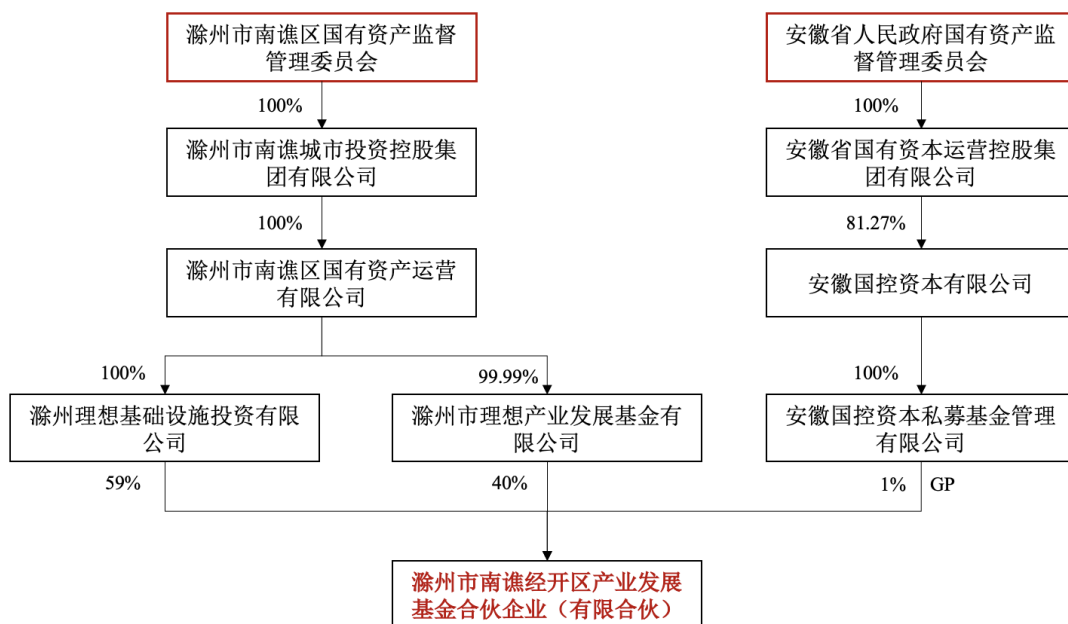 滁州市南谯区国有资产监督
管理委员会
安徽省人民政府国有资产监
督管理委员会
100%
100%
滁州市南谯城市投资控股集
团有限公司
安徽省国有资本运营控股集
团有限公司
100%
81.27%
滁州市南谯区国有资产运营
有限公司
安徽国控资本有限公司
100%
99.99%
100%
滁州理想基础设施投资有限
公司
滁州市理想产业发展基金有
限公司
安徽国控资本私募基金管理
有限公司
59%
40%
1% GP
滁州市南谯经开区产业发展
基金合伙企业（有限合伙）